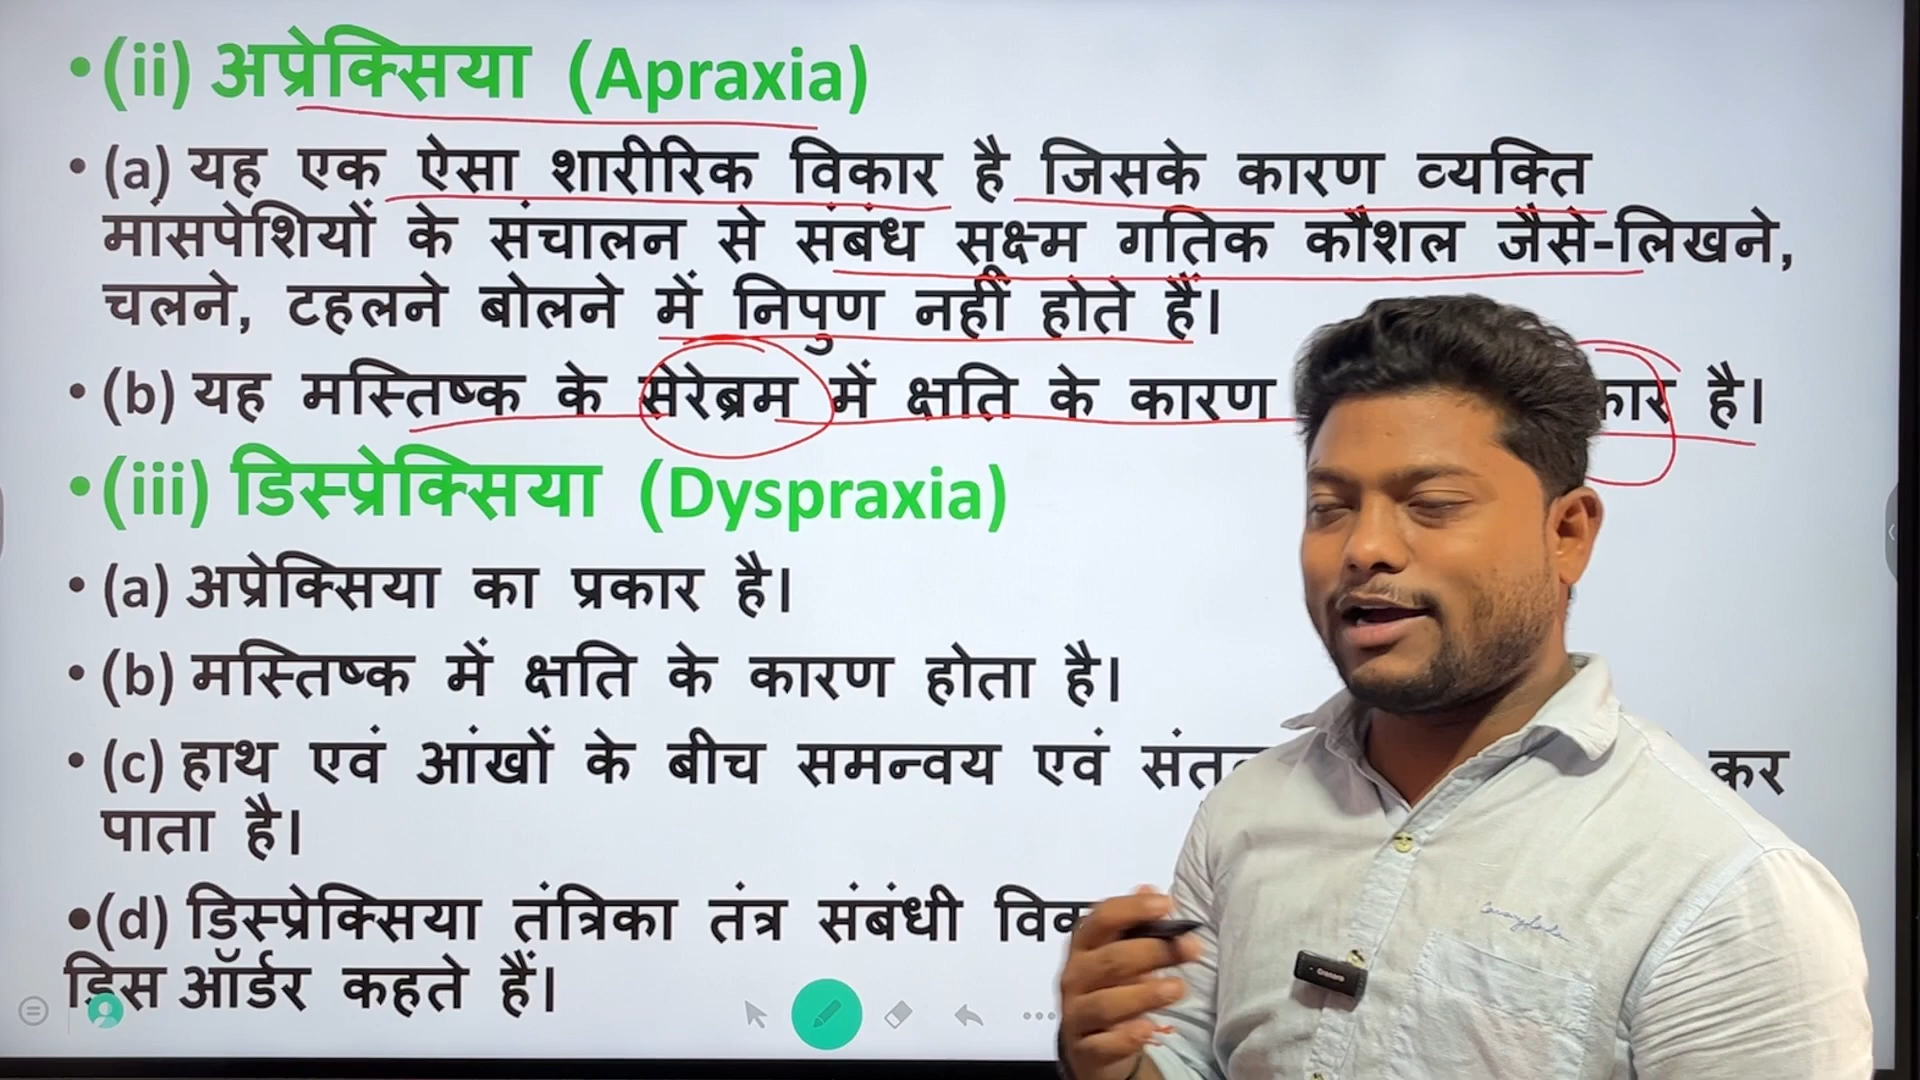 •(ii) अप्रेक्सिया (Apraxia)
• (a) यह एक ऐसा शारीरिक विकार है जिसके कारण व्यक्ति
मांसपेशियों के संचालन से संबंध सूक्ष्म गतिक कौशल जैसे-लिखने,
चलने, टहलने बोलने में निपुण नहीं होते हैं।
• (b) यह मस्तिष्क के सेरेब्रम में क्षति के कारण है।
•(iii) डिस्प्रेक्सिया (Dyspraxia)
• (a) अप्रेक्सिया का प्रकार है।
• (b) मस्तिष्क में क्षति के कारण होता है।
• (c) हाथ एवं आंखों के बीच समन्वय एवं कर
पाता है।
•(d) डिस्प्रेक्सिया तंत्रिका तंत्र संबंधी
डिस ऑर्डर कहते हैं।